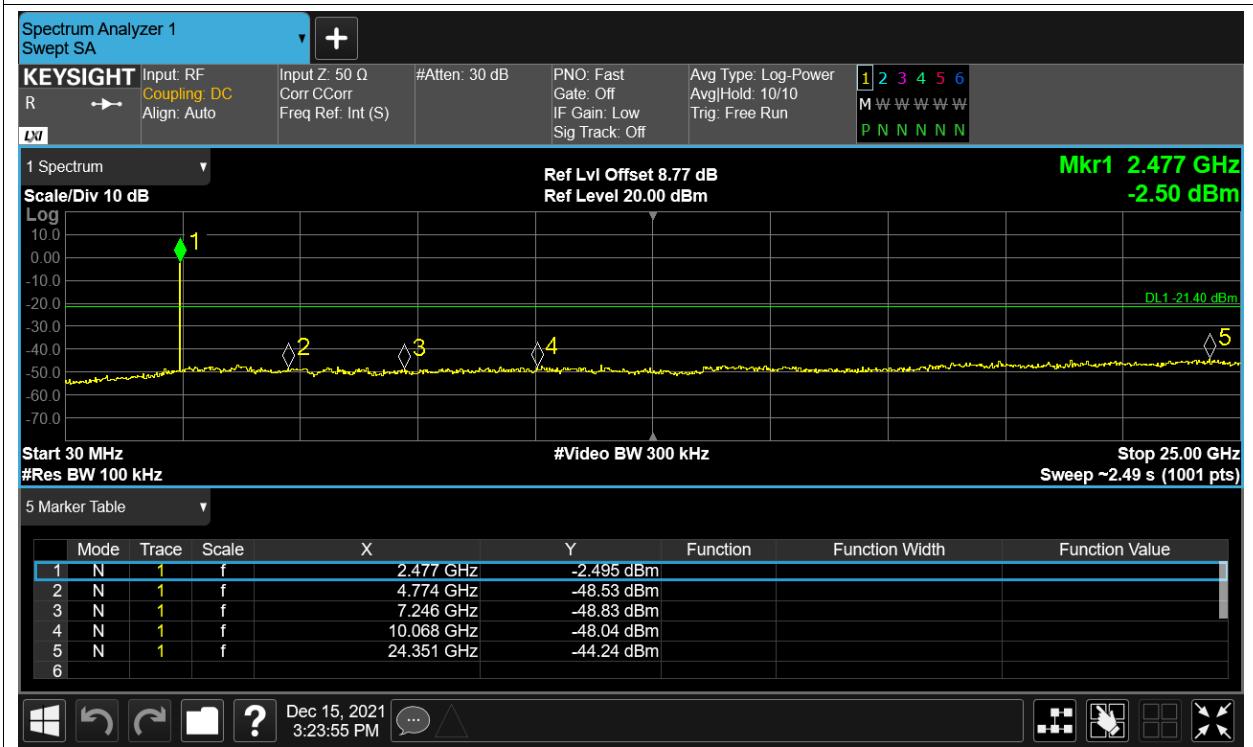 Spectrum Analyzer 1
Swept SA
KEYSIGHT Input: RF Input Z: 50 Ω #Atten: 30 dB PNO: Fast Avg Type: Log-Power 1 2 3 4 5 6
R Coupling: DC Corr CCorr Gate: Off Avg|Hold: 10/10 M W W W W W
Align: Auto Freq Ref: Int (S) IF Gain: Low Trig: Free Run
LXI Sig Track: Off P N N N N N
1 Spectrum Ref Lvl Offset 8.77 dB Mkr1 2.477 GHz
Scale/Div 10 dB Ref Level 20.00 dBm -2.50 dBm
Log
10.0 1
0.00
-10.0
-20.0 DL1 -21.40 dBm
-30.0
-40.0 2 3 4 5
-50.0
-60.0
-70.0
Start 30 MHz #Video BW 300 kHz Stop 25.00 GHz
#Res BW 100 kHz Sweep ~2.49 s (1001 pts)
5 Marker Table
Mode Trace Scale X Y Function Function Width Function Value
1 N 1 f 2.477 GHz -2.495 dBm
2 N 1 f 4.774 GHz -48.53 dBm
3 N 1 f 7.246 GHz -48.83 dBm
4 N 1 f 10.068 GHz -48.04 dBm
5 N 1 f 24.351 GHz -44.24 dBm
6
? Dec 15, 2021
3:23:55 PM